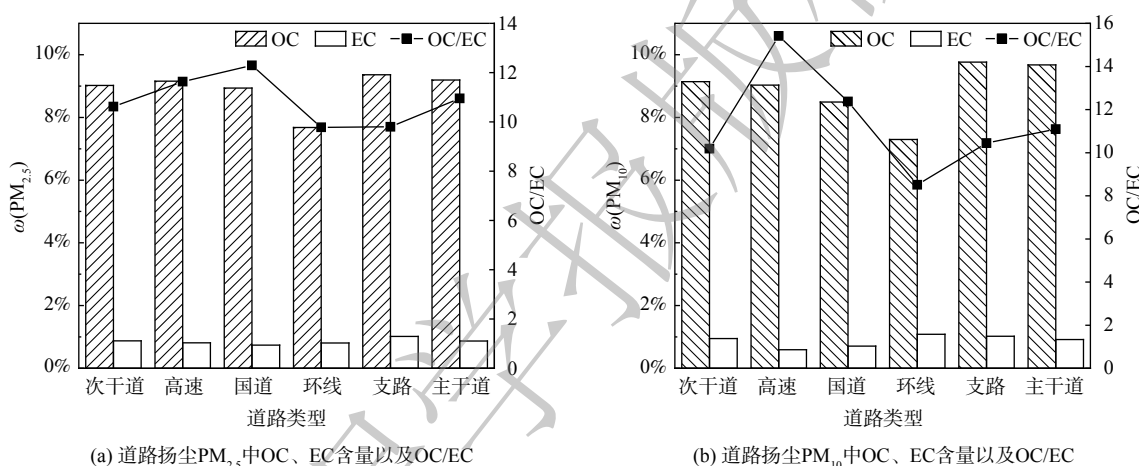 OC EC OC/EC
10%
8%
6%
4%
2%
0%
ω(PM2.5)
14
12
10
8
6
4
2
0
OC/EC
次干道 高速 国道 环线 支路 主干道
道路类型
(a) 道路扬尘PM2.5中OC、EC含量以及OC/EC
OC EC OC/EC
10%
8%
6%
4%
2%
0%
ω(PM10)
16
14
12
10
8
6
4
2
0
OC/EC
次干道 高速 国道 环线 支路 主干道
道路类型
(b) 道路扬尘PM10中OC、EC含量以及OC/EC
学报版